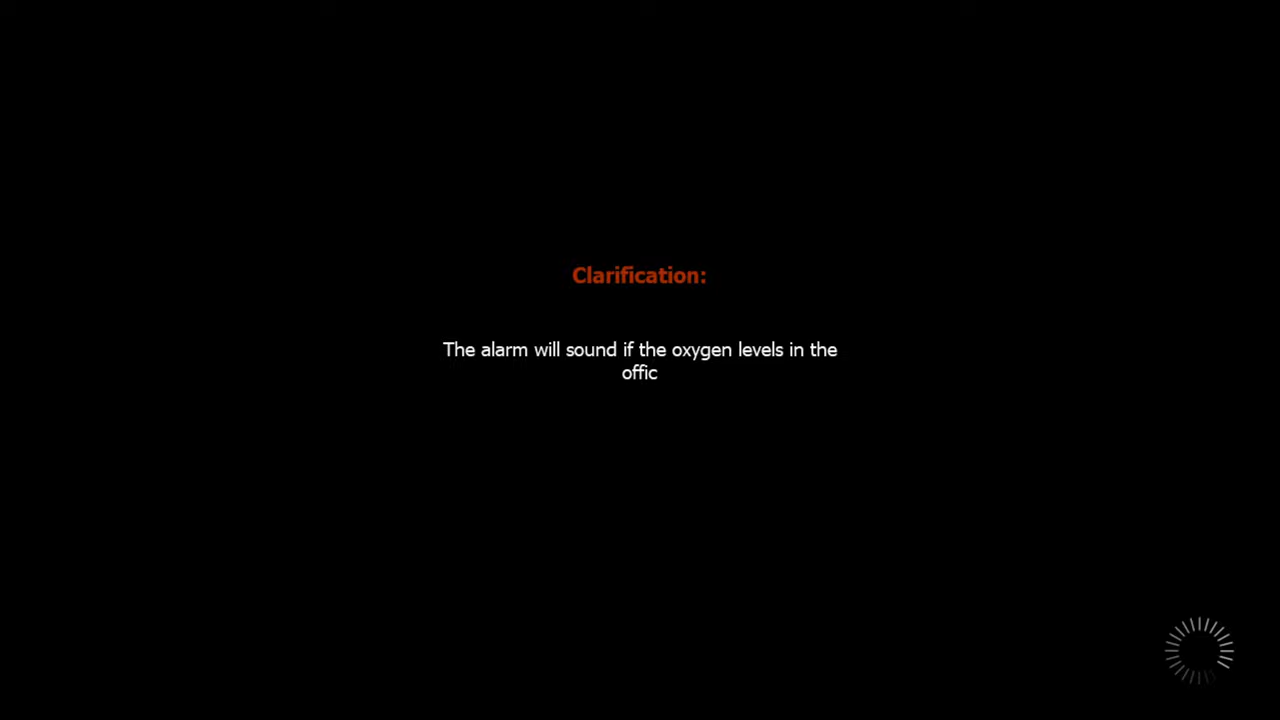 Clarification:
The alarm will sound if the oxygen levels in the
offic